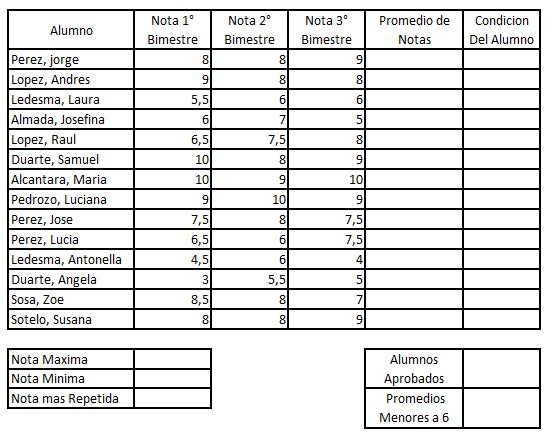 Alumno Nota 1° Bimestre Nota 2° Bimestre Nota 3° Bimestre Promedio de Notas Condicion Del Alumno
Perez, jorge 8 8 9
Lopez, Andres 9 8 8
Ledesma, Laura 5,5 6 6
Almada, Josefina 6 7 5
Lopez, Raul 6,5 7,5 8
Duarte, Samuel 10 8 9
Alcantara, Maria 10 9 10
Pedrozo, Luciana 9 10 9
Perez, Jose 7,5 8 7,5
Perez, Lucia 6,5 6 7,5
Ledesma, Antonella 4,5 6 4
Duarte, Angela 3 5,5 5
Sosa, Zoe 8,5 8 7
Sotelo, Susana 8 8 9
Nota Maxima
Nota Minima
Nota mas Repetida
Alumnos
Aprobados
Promedios
Menores a 6